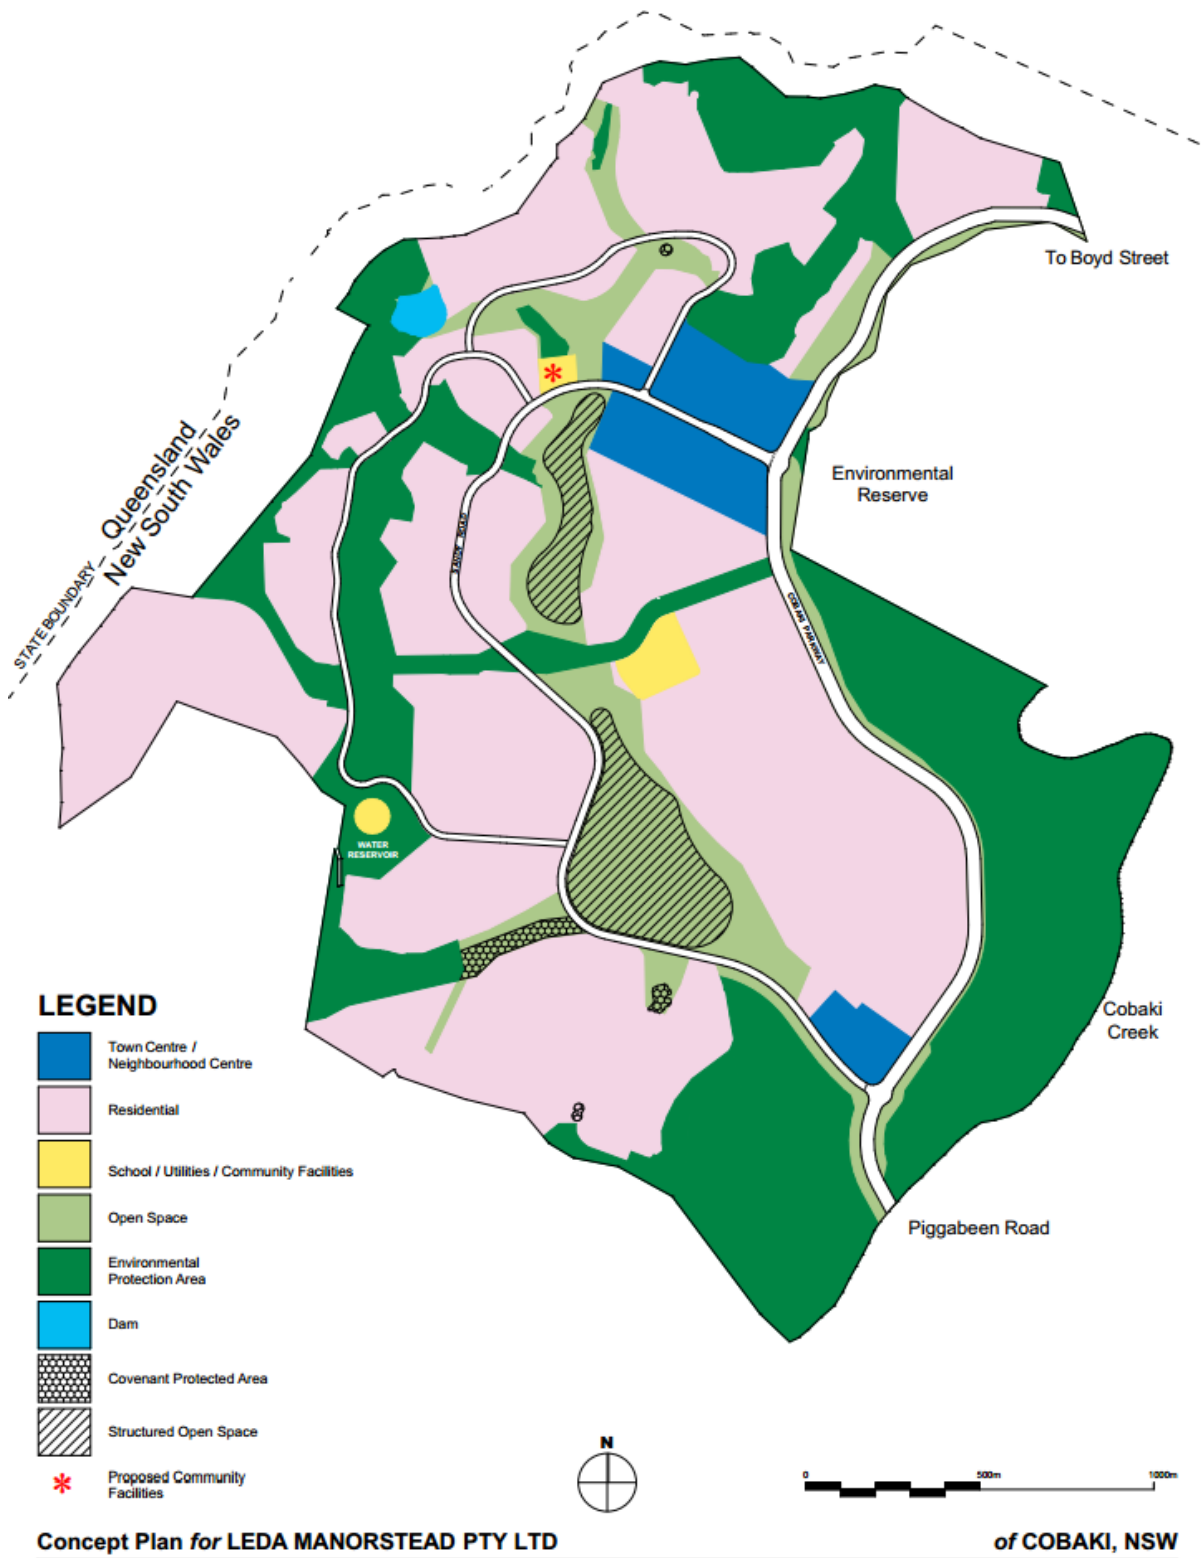 To Boyd Street
Environmental
Reserve
Queensland
New South Wales
STATE BOUNDARY
SANDY ROAD
COBAKI PARKWAY
WATER
RESERVOIR
Cobaki
Creek
Piggabeen Road
LEGEND
Town Centre /
Neighbourhood Centre
Residential
School / Utilities / Community Facilities
Open Space
Environmental
Protection Area
Dam
Covenant Protected Area
Structured Open Space
Proposed Community
Facilities
N
0 500m 1000m
Concept Plan for LEDA MANORSTEAD PTY LTD
of COBAKI, NSW